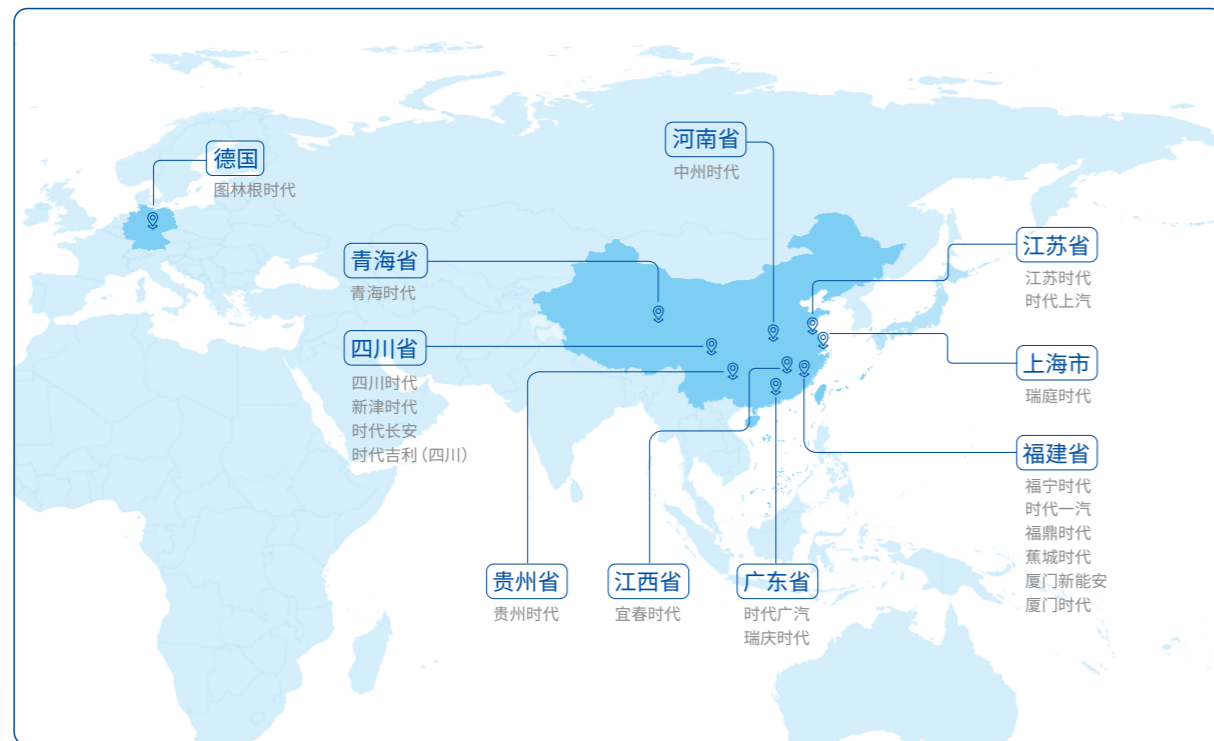 德国
图林根时代
河南省
中州时代
青海省
青海时代
四川省
四川时代
新津时代
时代长安
时代吉利（四川）
江苏省
江苏时代
时代上汽
上海市
瑞庭时代
福建省
福宁时代
时代一汽
福鼎时代
蕉城时代
厦门新能安
厦门时代
贵州省
贵州时代
江西省
宜春时代
广东省
时代广汽
瑞庆时代